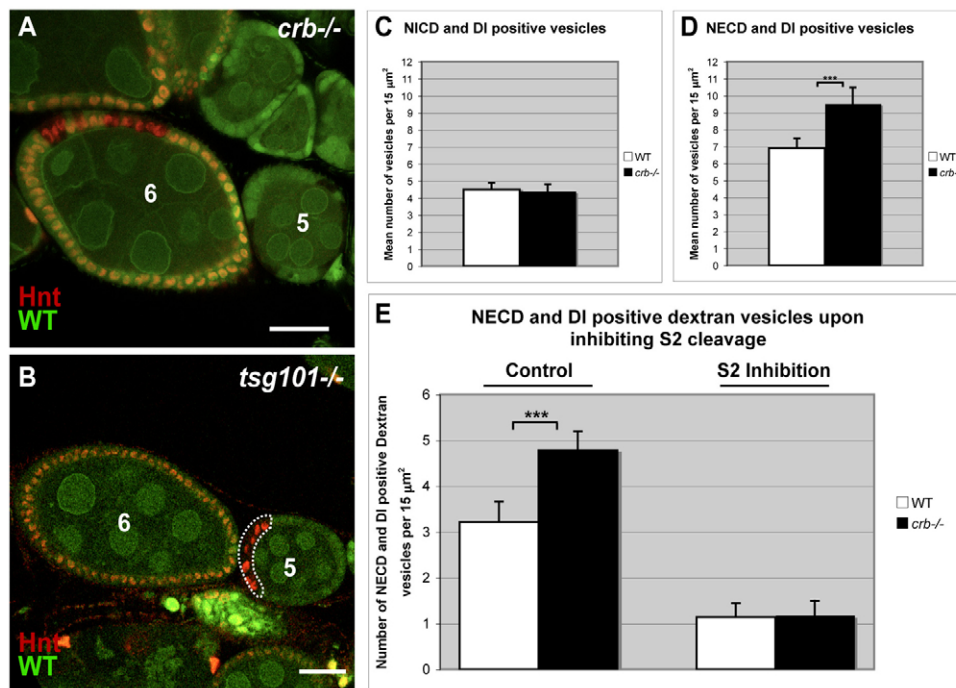 A
crb-/-
6
5
Hnt
WT
B
tsg101-/-
6
5
Hnt
WT
C
NICD and Dl positive vesicles
Mean number of vesicles per 15 µm²
12
11
10
9
8
7
6
5
4
3
2
1
0
WT
crb-/-
D
NECD and Dl positive vesicles
Mean number of vesicles per 15 µm²
12
11
10
9
8
7
6
5
4
3
2
1
0
***
WT
crb-/-
E
NECD and Dl positive dextran vesicles upon
inhibiting S2 cleavage
Control
S2 Inhibition
Number of NECD and Dl positive Dextran
vesicles per 15 µm²
6
5
4
3
2
1
0
***
WT
crb-/-